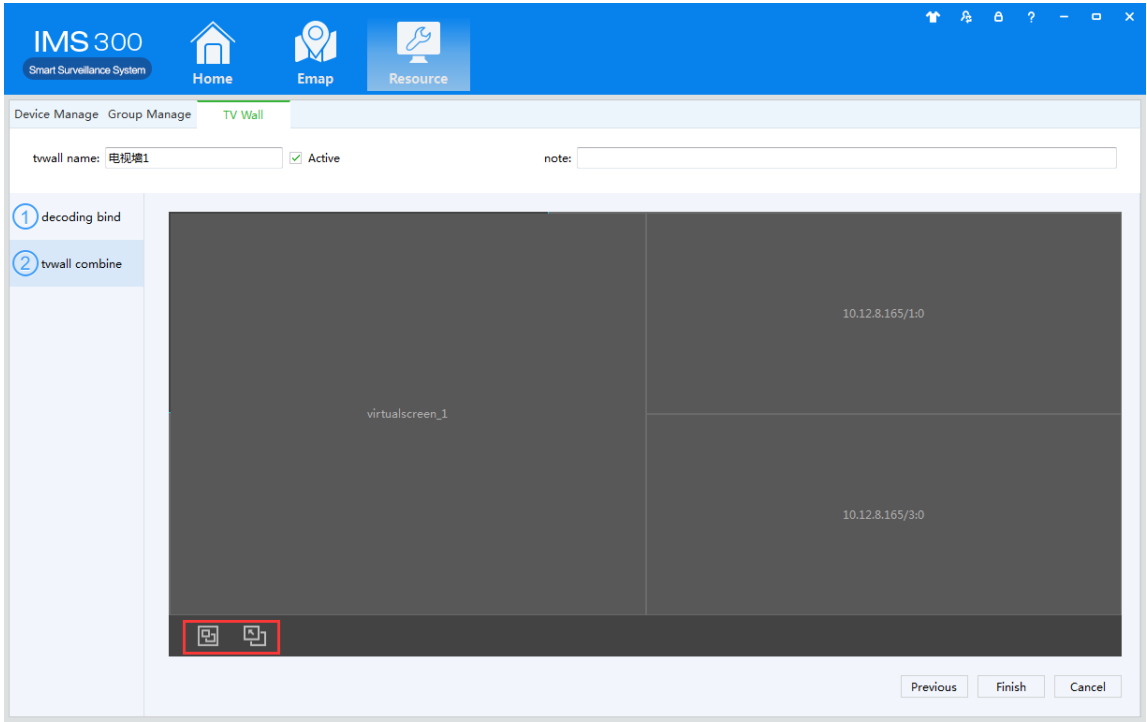 IMS 300
Smart Surveillance System
Home
Emap
Resource
?
Device Manage
Group Manage
TV Wall
tvwall name:
电视墙1
Active
note:
1 decoding bind
2 tvwall combine
virtualscreen_1
10.12.8.165/1:0
10.12.8.165/3:0
Previous
Finish
Cancel